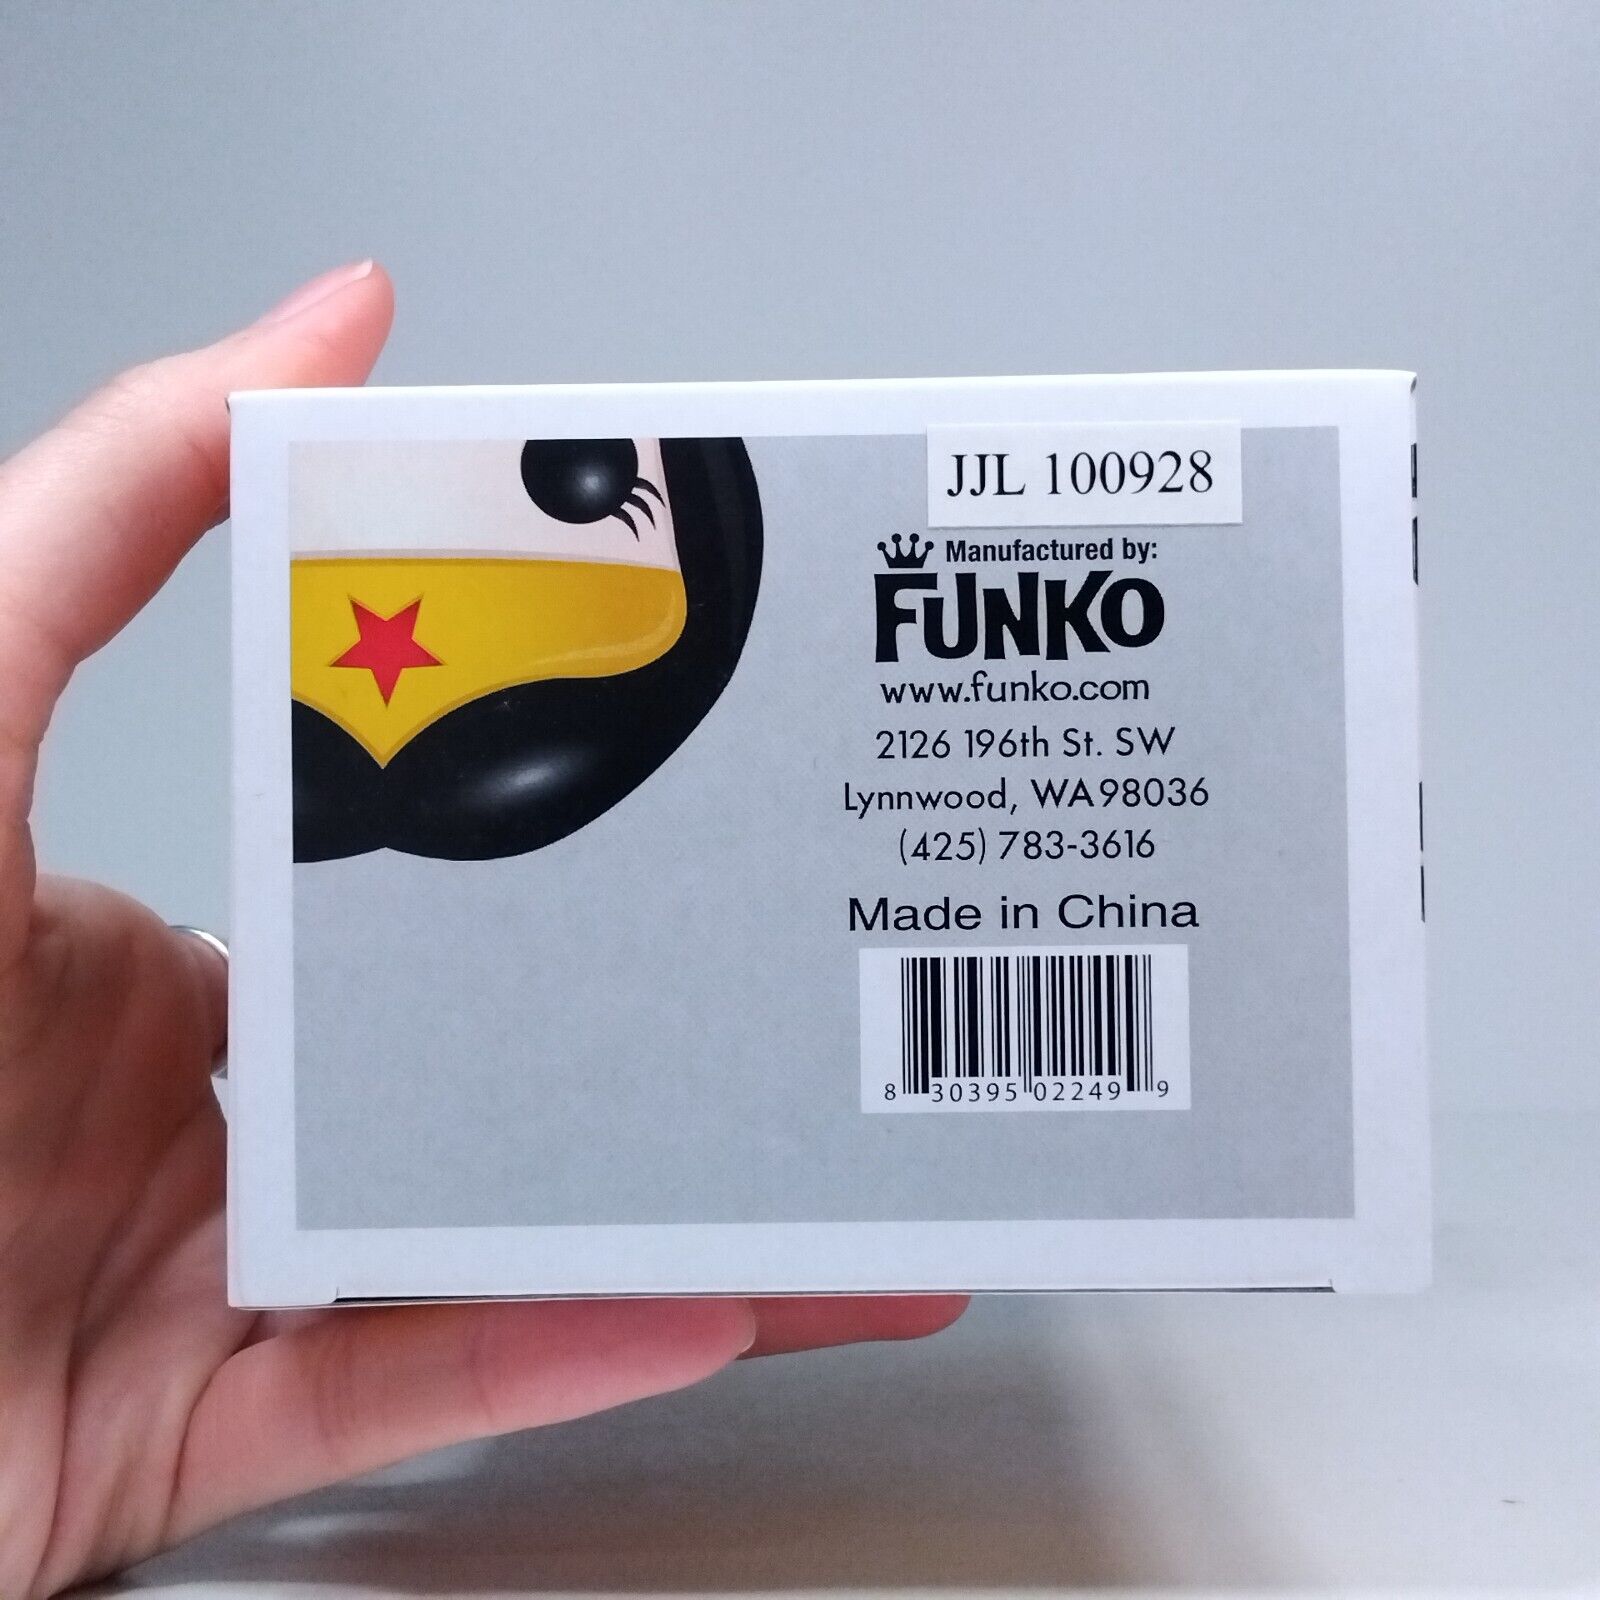 JJL 100928
Manufactured by:
FUNKO
www.funko.com
2126 196th St. SW
Lynnwood, WA98036
(425) 783-3616
Made in China
8 30395 02249 9